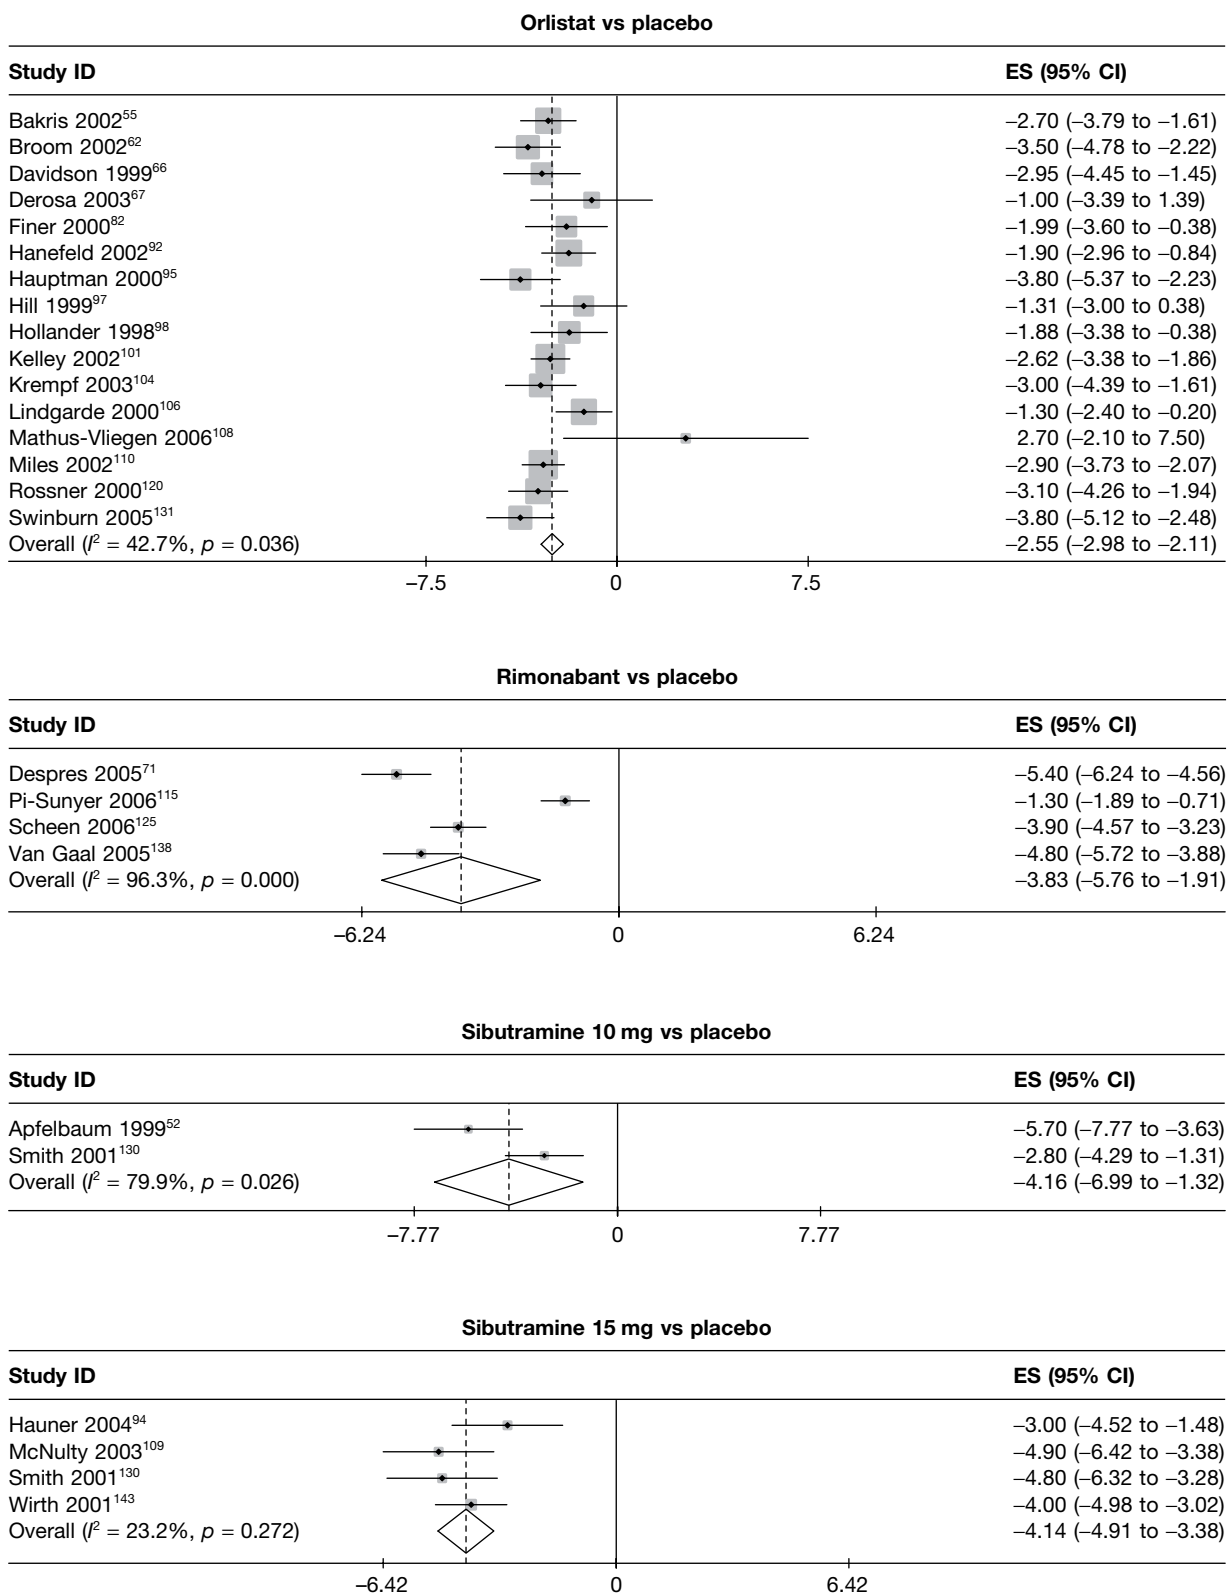 Orlistat vs placebo
Study ID ES (95% CI)
Bakris 2002⁵⁵ –2.70 (–3.79 to –1.61)
Broom 2002⁶² –3.50 (–4.78 to –2.22)
Davidson 1999⁶⁶ –2.95 (–4.45 to –1.45)
Derosa 2003⁶⁷ –1.00 (–3.39 to 1.39)
Finer 2000⁸² –1.99 (–3.60 to –0.38)
Hanefeld 2002⁹² –1.90 (–2.96 to –0.84)
Hauptman 2000⁹⁵ –3.80 (–5.37 to –2.23)
Hill 1999⁹⁷ –1.31 (–3.00 to 0.38)
Hollander 1998⁹⁸ –1.88 (–3.38 to –0.38)
Kelley 2002¹⁰¹ –2.62 (–3.38 to –1.86)
Krempf 2003¹⁰⁴ –3.00 (–4.39 to –1.61)
Lindgarde 2000¹⁰⁶ –1.30 (–2.40 to –0.20)
Mathus-Vliegen 2006¹⁰⁸ 2.70 (–2.10 to 7.50)
Miles 2002¹¹⁰ –2.90 (–3.73 to –2.07)
Rossner 2000¹²⁰ –3.10 (–4.26 to –1.94)
Swinburn 2005¹³¹ –3.80 (–5.12 to –2.48)
Overall (I² = 42.7%, p = 0.036) –2.55 (–2.98 to –2.11)
–7.5 0 7.5
Rimonabant vs placebo
Study ID ES (95% CI)
Despres 2005⁷¹ –5.40 (–6.24 to –4.56)
Pi-Sunyer 2006¹¹⁵ –1.30 (–1.89 to –0.71)
Scheen 2006¹²⁵ –3.90 (–4.57 to –3.23)
Van Gaal 2005¹³⁸ –4.80 (–5.72 to –3.88)
Overall (I² = 96.3%, p = 0.000) –3.83 (–5.76 to –1.91)
–6.24 0 6.24
Sibutramine 10 mg vs placebo
Study ID ES (95% CI)
Apfelbaum 1999⁵² –5.70 (–7.77 to –3.63)
Smith 2001¹³⁰ –2.80 (–4.29 to –1.31)
Overall (I² = 79.9%, p = 0.026) –4.16 (–6.99 to –1.32)
–7.77 0 7.77
Sibutramine 15 mg vs placebo
Study ID ES (95% CI)
Hauner 2004⁹⁴ –3.00 (–4.52 to –1.48)
McNulty 2003¹⁰⁹ –4.90 (–6.42 to –3.38)
Smith 2001¹³⁰ –4.80 (–6.32 to –3.28)
Wirth 2001¹⁴³ –4.00 (–4.98 to –3.02)
Overall (I² = 23.2%, p = 0.272) –4.14 (–4.91 to –3.38)
–6.42 0 6.42